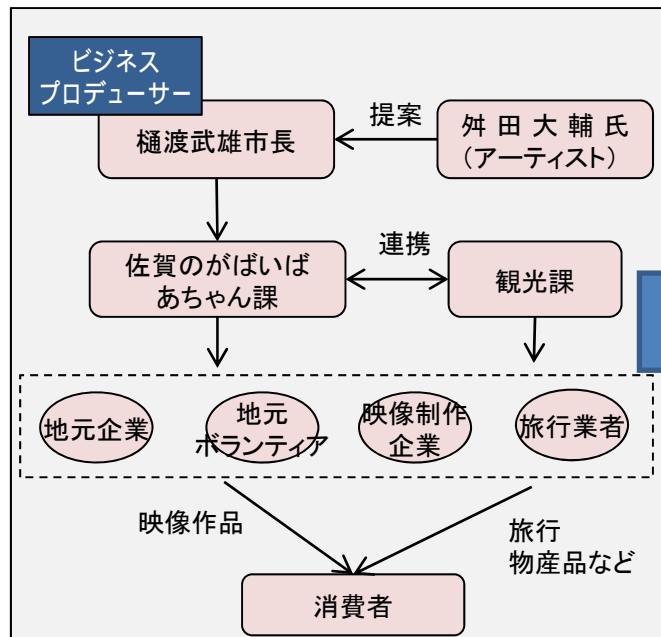 ビジネス
プロデューサー
樋渡武雄市長
提案
舛田大輔氏
（アーティスト）
佐賀のがばいば
あちゃん課
連携
観光課
地元企業
地元
ボランティア
映像制作
企業
旅行業者
映像作品
旅行
物産品など
消費者